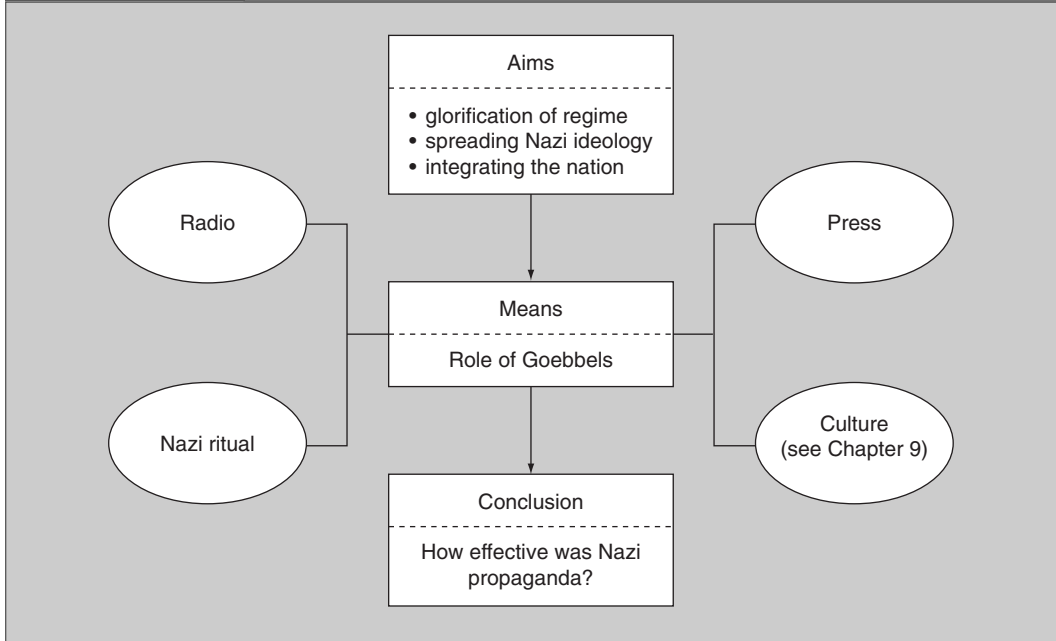 Aims
• glorification of regime
• spreading Nazi ideology
• integrating the nation
Radio
Press
Means
Role of Goebbels
Nazi ritual
Culture
(see Chapter 9)
Conclusion
How effective was Nazi
propaganda?